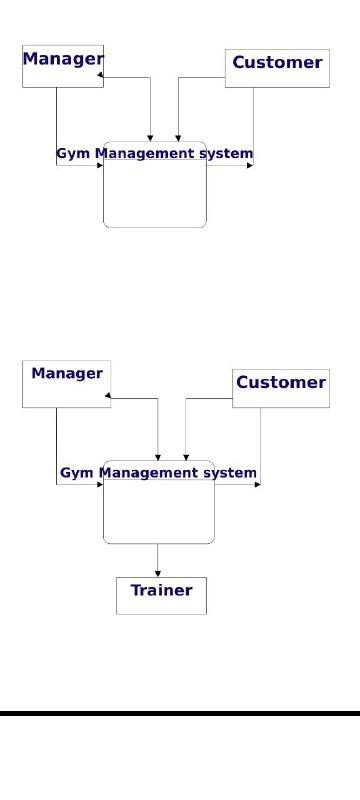 Manager
Customer
Gym Management system
Manager
Customer
Gym Management system
Trainer